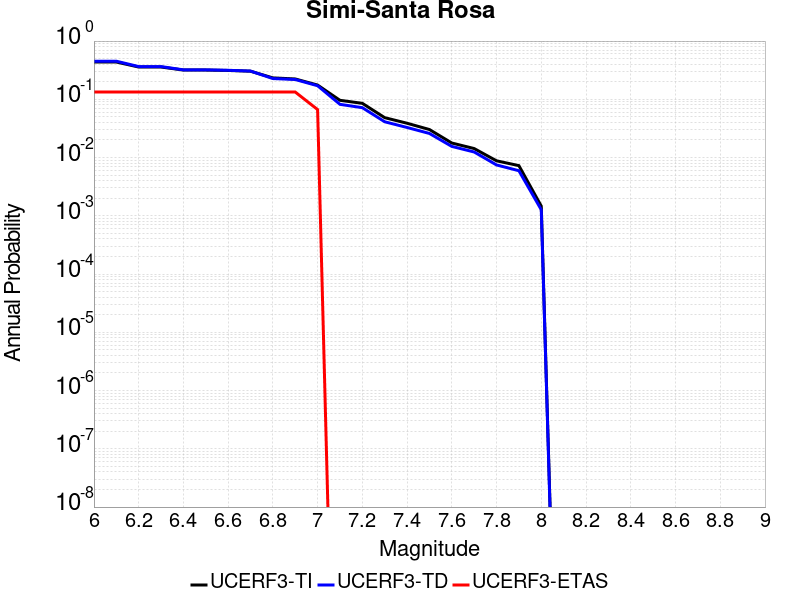 Simi-Santa Rosa
10^0
10^-1
10^-2
10^-3
10^-4
10^-5
10^-6
10^-7
10^-8
Annual Probability
6 6.2 6.4 6.6 6.8 7 7.2 7.4 7.6 7.8 8 8.2 8.4 8.6 8.8 9
Magnitude
UCERF3-TI UCERF3-TD UCERF3-ETAS